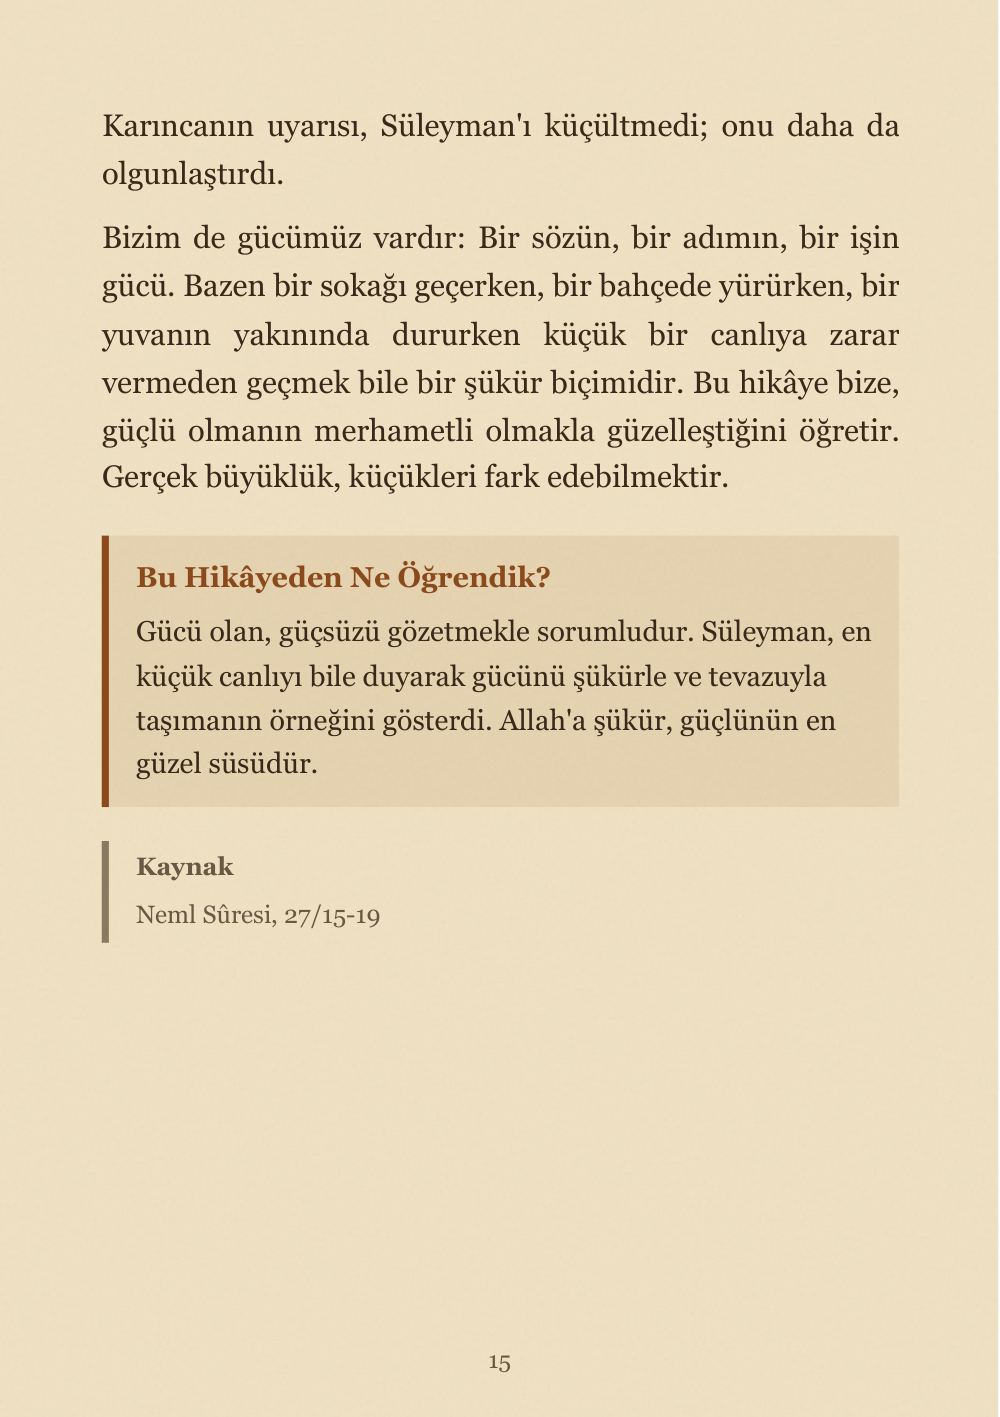 Karıncanın uyarısı, Süleyman'ı küçültmedi; onu daha da
olgunlaştırdı.
Bizim de gücümüz vardır: Bir sözün, bir adımın, bir işin
gücü. Bazen bir sokağı geçerken, bir bahçede yürürken, bir
yuvanın yakınında dururken küçük bir canlıya zarar
vermeden geçmek bile bir şükür biçimidir. Bu hikâye bize,
güçlü olmanın merhametli olmakla güzelleştiğini öğretir.
Gerçek büyüklük, küçükleri fark edebilmektir.
Bu Hikâyeden Ne Öğrendik?
Gücü olan, güçsüzü gözetmekle sorumludur. Süleyman, en
küçük canlıyı bile duyarak gücünü şükürle ve tevazuyla
taşımanın örneğini gösterdi. Allah'a şükür, güçlünün en
güzel süsüdür.
Kaynak
Neml Sûresi, 27/15-19
15